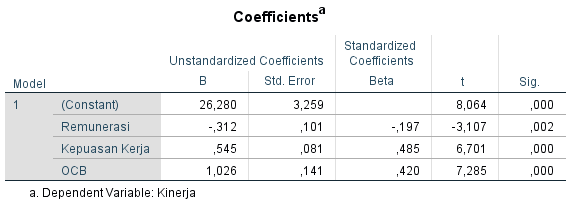 Coefficientsa
Unstandardized Coefficients Standardized Coefficients
Model B Std. Error Beta t Sig.
1 (Constant) 26,280 3,259 8,064 ,000
Remunerasi -,312 ,101 -,197 -3,107 ,002
Kepuasan Kerja ,545 ,081 ,485 6,701 ,000
OCB 1,026 ,141 ,420 7,285 ,000
a. Dependent Variable: Kinerja